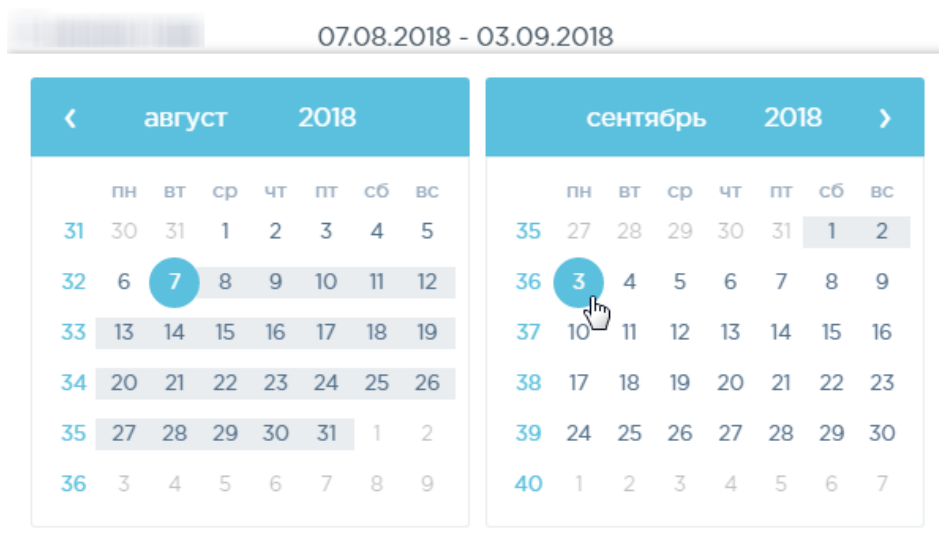 07.08.2018 - 03.09.2018
август 2018
пн вт ср чт пт сб вс
31 30 31 1 2 3 4 5
32 6 7 8 9 10 11 12
33 13 14 15 16 17 18 19
34 20 21 22 23 24 25 26
35 27 28 29 30 31 1 2
36 3 4 5 6 7 8 9
сентябрь 2018
пн вт ср чт пт сб вс
35 27 28 29 30 31 1 2
36 3 4 5 6 7 8 9
37 10 11 12 13 14 15 16
38 17 18 19 20 21 22 23
39 24 25 26 27 28 29 30
40 1 2 3 4 5 6 7